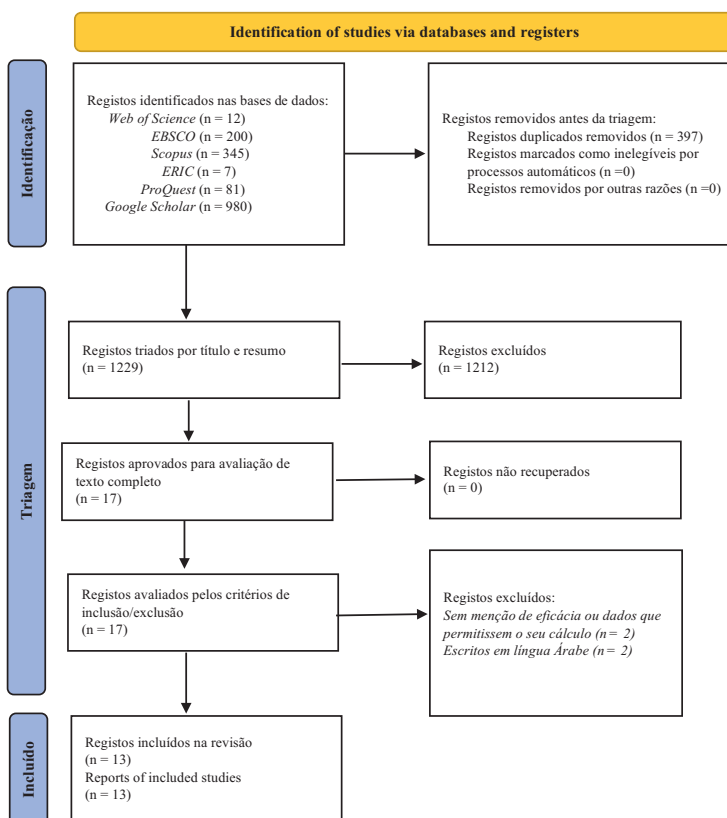 Identification of studies via databases and registers
Identificação
Registos identificados nas bases de dados:
Web of Science (n = 12)
EBSCO (n = 200)
Scopus (n = 345)
ERIC (n = 7)
ProQuest (n = 81)
Google Scholar (n = 980)
Registos removidos antes da triagem:
Registos duplicados removidos (n = 397)
Registos marcados como inelegíveis por
processos automáticos (n =0)
Registos removidos por outras razões (n =0)
Triagem
Registos triados por título e resumo
(n = 1229)
Registos excluídos
(n = 1212)
Registos aprovados para avaliação de
texto completo
(n = 17)
Registos não recuperados
(n = 0)
Registos avaliados pelos critérios de
inclusão/exclusão
(n = 17)
Registos excluídos:
Sem menção de eficácia ou dados que
permitissem o seu cálculo (n = 2)
Escritos em língua Árabe (n = 2)
Incluído
Registos incluídos na revisão
(n = 13)
Reports of included studies
(n = 13)